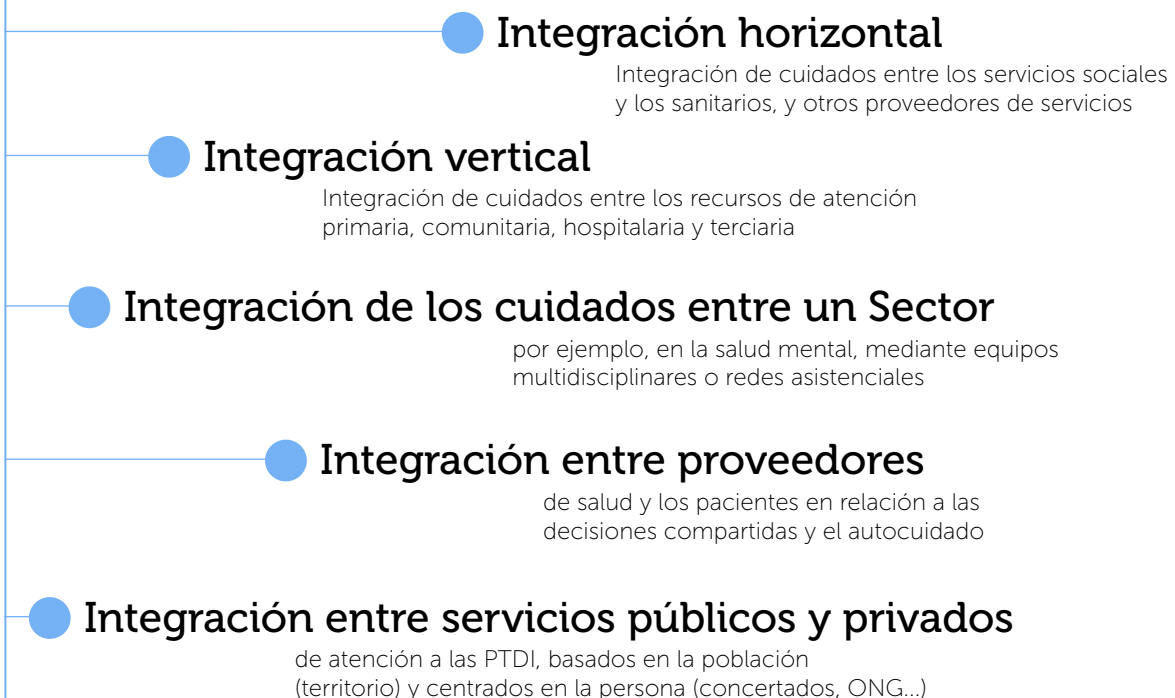 Integración horizontal
Integración de cuidados entre los servicios sociales
y los sanitarios, y otros proveedores de servicios
Integración vertical
Integración de cuidados entre los recursos de atención
primaria, comunitaria, hospitalaria y terciaria
Integración de los cuidados entre un Sector
por ejemplo, en la salud mental, mediante equipos
multidisciplinares o redes asistenciales
Integración entre proveedores
de salud y los pacientes en relación a las
decisiones compartidas y el autocuidado
Integración entre servicios públicos y privados
de atención a las PTDI, basados en la población
(territorio) y centrados en la persona (concertados, ONG...)